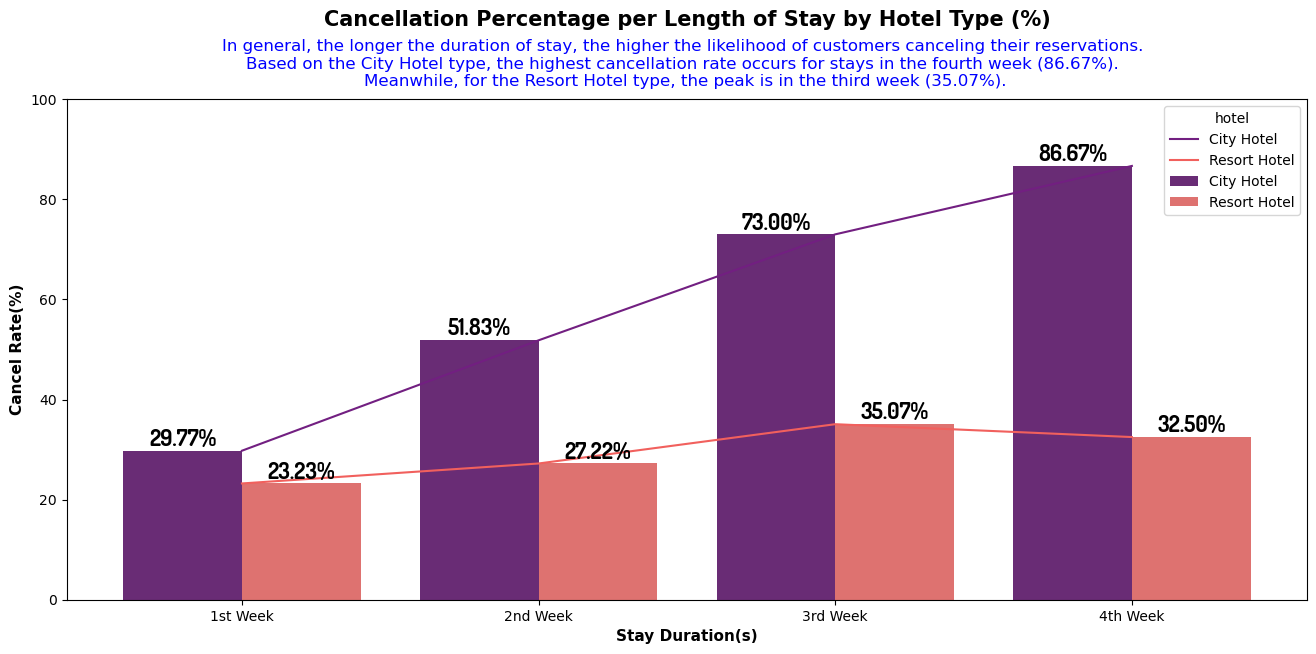 Cancellation Percentage per Length of Stay by Hotel Type (%)
In general, the longer the duration of stay, the higher the likelihood of customers canceling their reservations.
Based on the City Hotel type, the highest cancellation rate occurs for stays in the fourth week (86.67%).
Meanwhile, for the Resort Hotel type, the peak is in the third week (35.07%).
Cancel Rate(%)
100
80
60
40
20
0
29.77%
23.23%
51.83%
27.22%
73.00%
35.07%
86.67%
32.50%
hotel
City Hotel
Resort Hotel
City Hotel
Resort Hotel
1st Week
2nd Week
3rd Week
4th Week
Stay Duration(s)